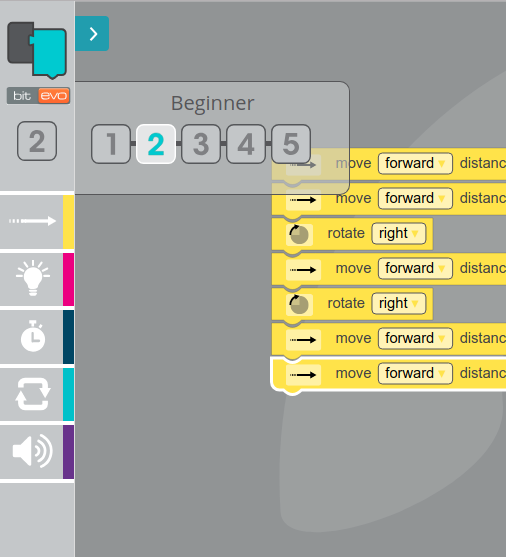 bit evo
2
Beginner
1 2 3 4 5
move forward distanc
move forward distanc
rotate right
move forward distanc
rotate right
move forward distanc
move forward distanc